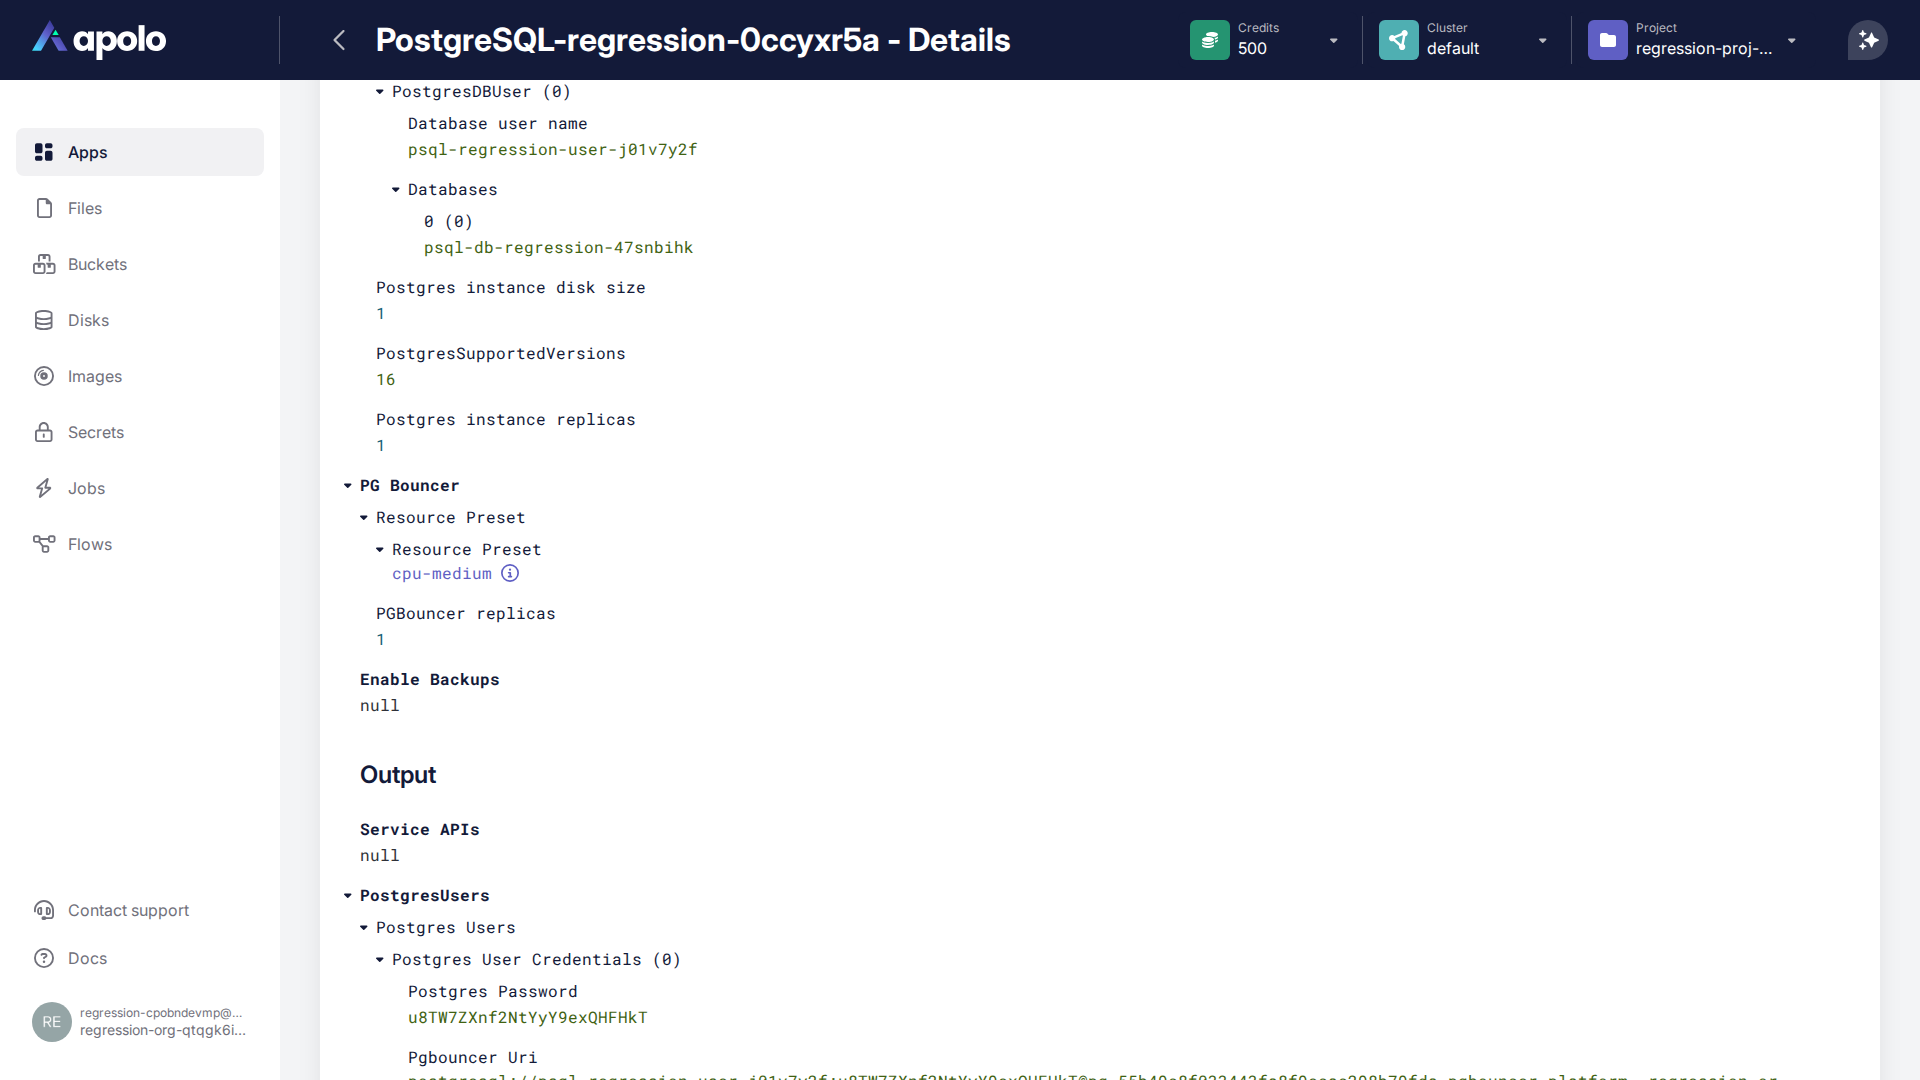 apolo
PostgreSQL-regression-0ccyxr5a - Details
Credits
500
Cluster
default
Project
regression-proj-...
Apps
Files
Buckets
Disks
Images
Secrets
Jobs
Flows
Contact support
Docs
RE
regression-cpobndevmp@...
regression-org-qtqgk6i...
PostgresDBUser (0)
Database user name
psql-regression-user-j01v7y2f
Databases
0 (0)
psql-db-regression-47snbihk
Postgres instance disk size
1
PostgresSupportedVersions
16
Postgres instance replicas
1
PG Bouncer
Resource Preset
Resource Preset
cpu-medium
PGBouncer replicas
1
Enable Backups
null
Output
Service APIs
null
PostgresUsers
Postgres Users
Postgres User Credentials (0)
Postgres Password
u8TW7ZXnf2NtYyY9exQHFHkT
Pgbouncer Uri